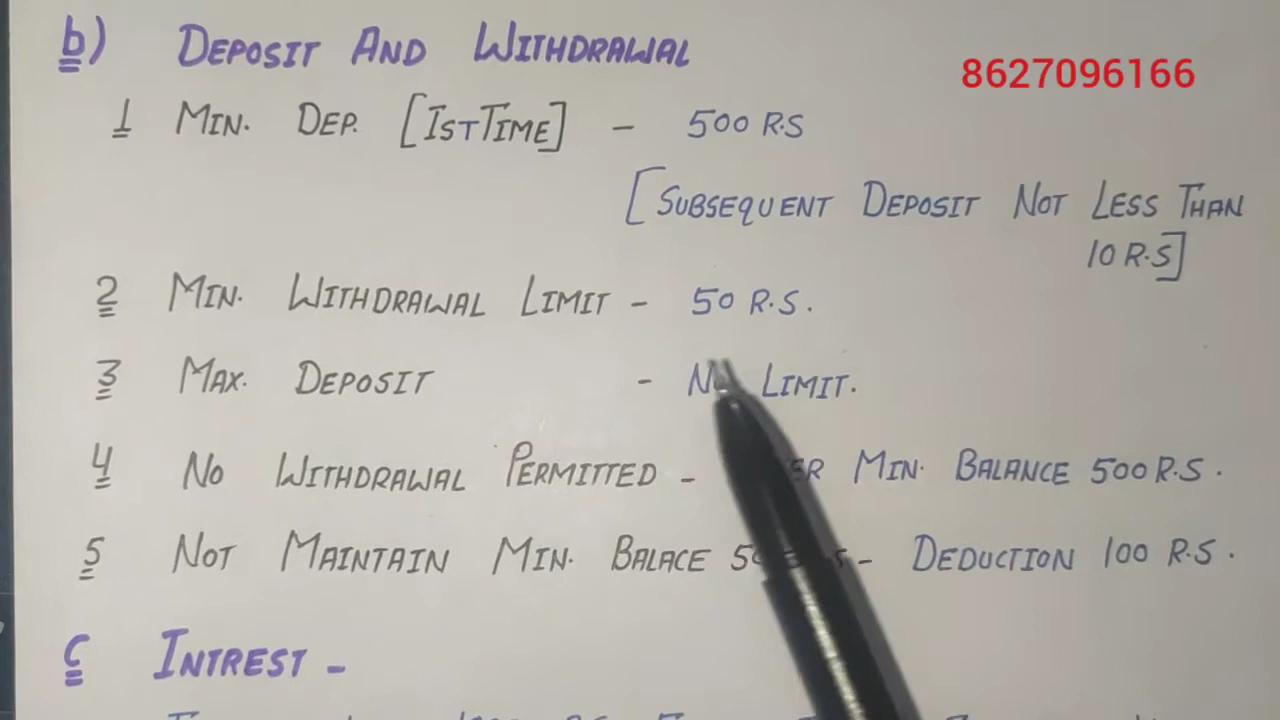 b) DEPOSIT AND WITHDRAWAL
8627096166
1 MIN. DEP. [ISTTIME] - 500 R.S
[SUBSEQUENT DEPOSIT NOT LESS THAN
10 R.S]
2 MIN. WITHDRAWAL LIMIT - 50 R.S.
3 MAX. DEPOSIT - LIMIT.
4 NO WITHDRAWAL PERMITTED - MIN. BALANCE 500 R.S.
5 NOT MAINTAIN MIN. BALACE - DEDUCTION 100 R.S.
C INTREST -